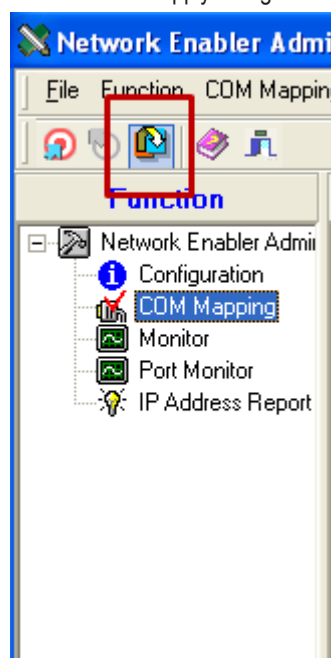 Network Enabler Admi
File Function COM Mappin
Function
Network Enabler Admii
Configuration
COM Mapping
Monitor
Port Monitor
IP Address Report